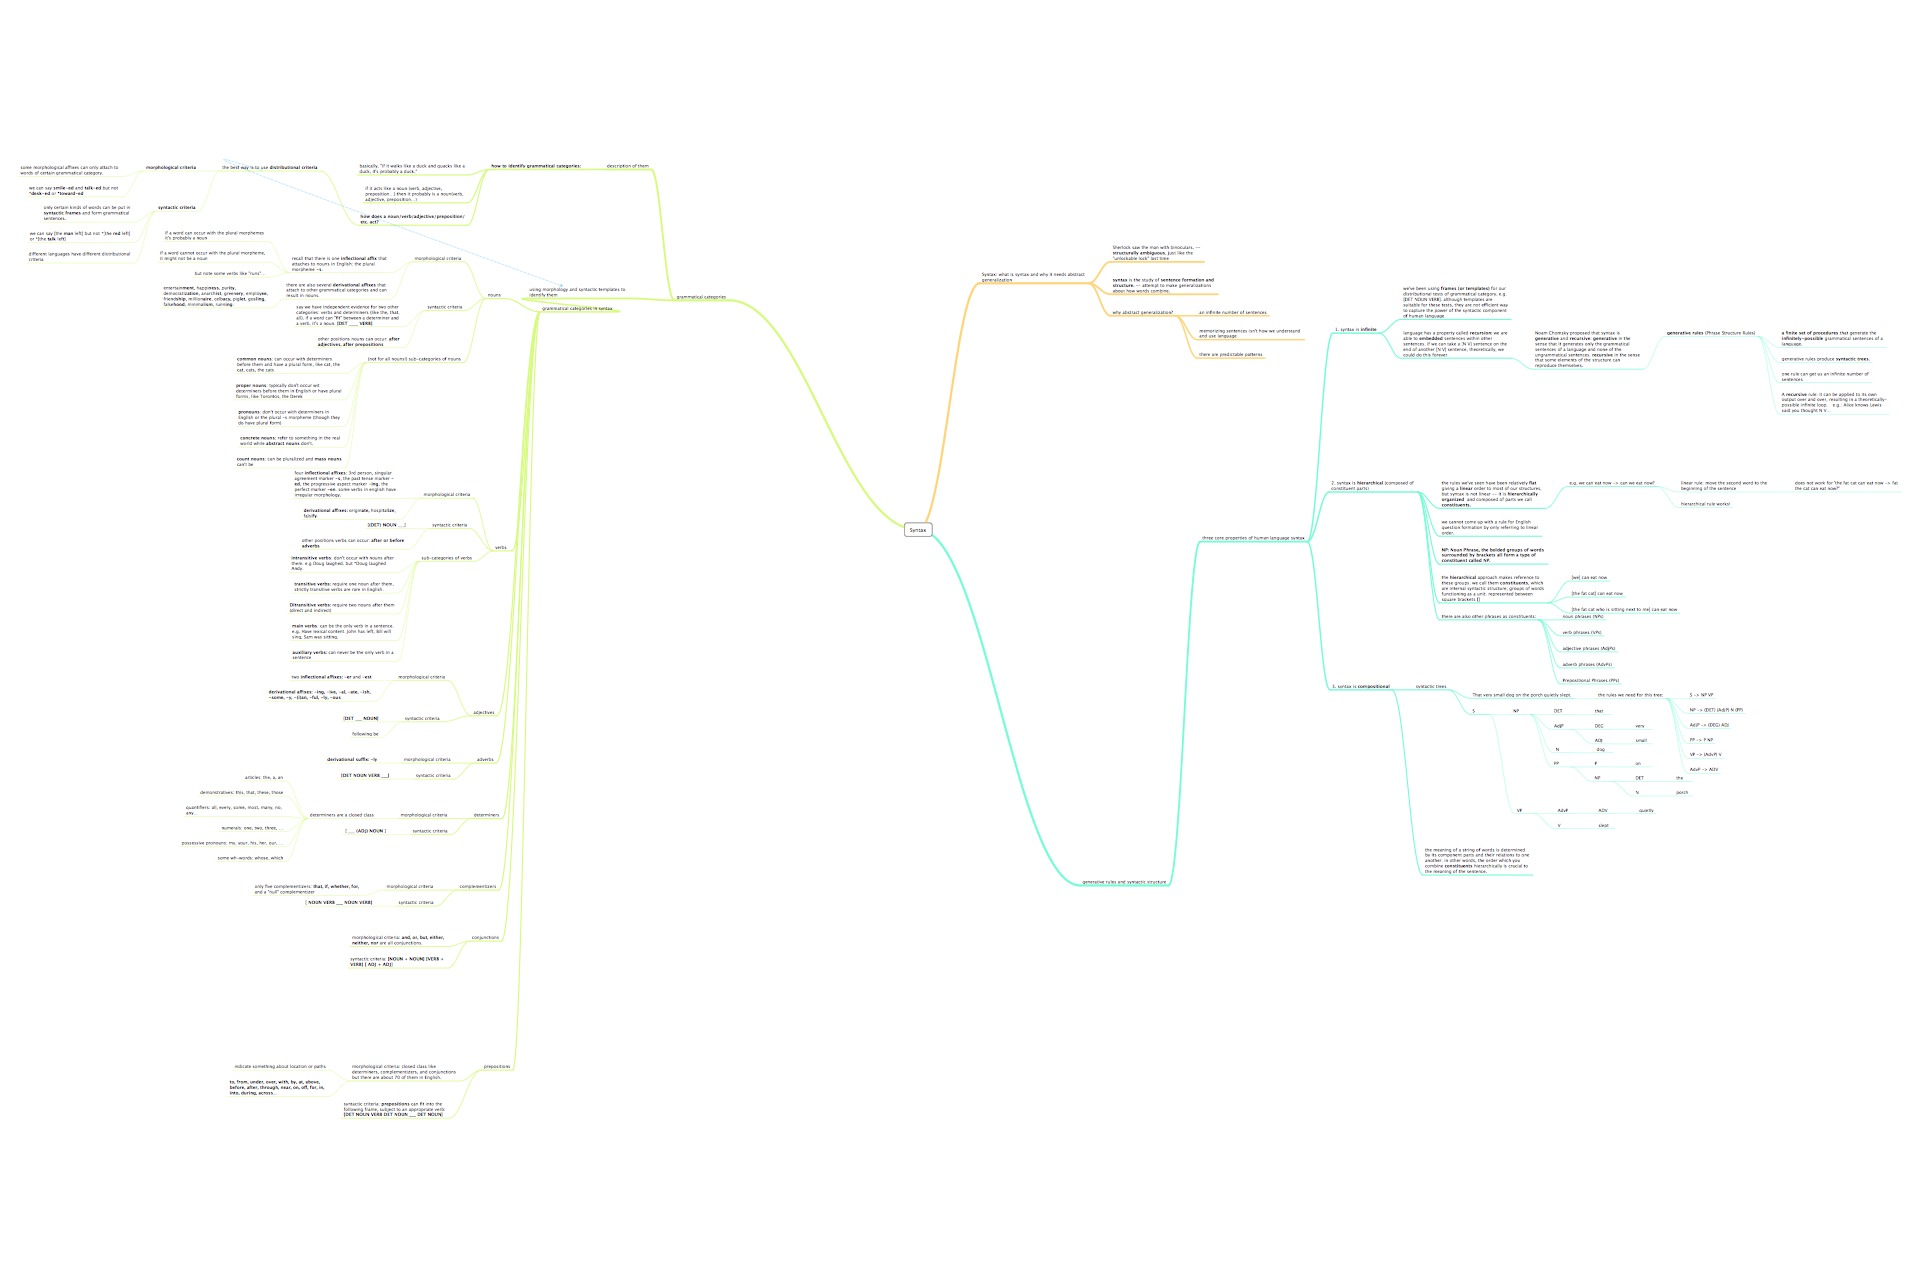 Syntax
Syntax: what is syntax and why it needs abstract
generalization
Sherlock saw the man with binoculars. —
structurally ambiguous, just like the
"unlockable lock" last time
syntax is the study of sentence formation and
structure. — attempt to make generalizations
about how words combine.
why abstract generalization?
an infinite number of sentences
memorizing sentences isn't how we understand
and use language
there are predictable patterns
generative rules and syntactic structure
three core properties of human language syntax
1. syntax is infinite
we've been using frames (or templates) for our
distributional tests of grammatical category. e.g.
[DET NOUN VERB]. although templates are
suitable for these tests, they are not efficient way
to capture the power of the syntactic component
of human language.
language has a property called recursion: we are
able to embedded sentences within other
sentences. if we can take a [N V] sentence on the
end of another [N V] sentence, theoretically, we
could do this forever
Noam Chomsky proposed that syntax is
generative and recursive: generative in the
sense that it generates only the grammatical
sentences of a language and none of the
ungrammatical sentences. recursive in the sense
that some elements of the structure can
reproduce themselves.
generative rules (Phrase Structure Rules)
a finite set of procedures that generate the
infinitely-possible grammatical sentences of a
language.
generative rules produce syntactic trees.
one rule can get us an infinite number of
sentences
A recursive rule: it can be applied to its own
output over and over, resulting in a theoretically-
possible infinite loop. e.g.: Alice knows Lewis
said you thought N V...
2. syntax is hierarchical (composed of
constituent parts)
the rules we've seen have been relatively flat
giving a linear order to most of our structures,
but syntax is not linear — it is hierarchically
organized and composed of parts we call
constituents.
e.g. we can eat now -> can we eat now?
linear rule: move the second word to the
beginning of the sentence
does not work for "the fat cat can eat now -> fat
the cat can eat now?"
hierarchical rule works!
we cannot come up with a rule for English
question formation by only referring to linear
order.
NP: Noun Phrase, the bolded groups of words
surrounded by brackets all form a type of
constituent called NP.
the hierarchical approach makes reference to
these groups. we call them constituents, which
are internal syntactic structure; groups of words
functioning as a unit, represented between
square brackets []
[we] can eat now
[the fat cat] can eat now
[the fat cat who is sitting next to me] can eat now
there are also other phrases as constituents:
noun phrases (NPs)
verb phrases (VPs)
adjective phrases (AdjPs)
adverb phrases (AdvPs)
Prepositional Phrases (PPs)
3. syntax is compositional
syntactic trees
That very small dog on the porch quietly slept.
the rules we need for this tree:
S -> NP VP
NP -> (DET) (AdjP) N (PP)
AdjP -> (DEG) ADJ
PP -> P NP
VP -> (AdvP) V
AdvP -> ADV
S
NP
DET
that
AdjP
DEG
very
ADJ
small
N
dog
PP
P
on
NP
DET
the
N
porch
VP
AdvP
ADV
quietly
V
slept
the meaning of a string of words is determined
by its component parts and their relations to one
another. in other words, the order which you
combine constituents hierarchically is crucial to
the meaning of the sentence.
grammatical categories
description of them
how to identify grammatical categories:
basically, "if it walks like a duck and quacks like a
duck, it's probably a duck."
if it acts like a noun (verb, adjective,
preposition...) then it probably is a noun(verb,
adjective, preposition...)
how does a noun/verb/adjective/preposition/
etc. act?
the best way is to use distributional criteria
morphological criteria
some morphological affixes can only attach to
words of certain grammatical category.
we can say smile-ed and talk-ed but not
*desk-ed or *toward-ed
syntactic criteria
only certain kinds of words can be put in
syntactic frames and form grammatical
sentences.
we can say [the man left] but not *[the red left]
or *[the talk left]
different languages have different distributional
criteria
using morphology and syntactic templates to
identify them
grammatical categories in syntax
nouns
morphological criteria
recall that there is one inflectional affix that
attaches to nouns in English: the plural
morpheme -s.
if a word can occur with the plural morphemes
it's probably a noun
if a word cannot occur with the plural morpheme,
it might not be a noun
but note some verbs like "runs"...
there are also several derivational affixes that
attach to other grammatical categories and can
result in nouns
entertainment, happiness, purity,
democratization, anarchist, greenery, employee,
friendship, millionaire, celibacy, piglet, gosling,
falsehood, minimalism, running.
syntactic criteria
say we have independent evidence for two other
categories: verbs and determiners (like the, that,
all). if a word can "fit" between a determiner and
a verb, it's a noun. [DET ____ VERB]
other positions nouns can occur: after
adjectives, after prepositions
(not for all nouns!) sub-categories of nouns
common nouns: can occur with determiners
before them and have a plural form, like cat, the
cat, cats, the cats
proper nouns: typically don't occur wit
determiners before them in English or have plural
forms, like Torontos, the Derek
pronouns: don't occur with determiners in
English or the plural -s morpheme (though they
do have plural form)
concrete nouns: refer to something in the real
world while abstract nouns don't.
count nouns: can be pluralized and mass nouns
can't be
verbs
morphological criteria
four inflectional affixes: 3rd person, singular
agreement marker -s, the past tense marker -
ed, the progressive aspect marker -ing, the
perfect marker -en. some verbs in english have
irregular morphology.
derivational affixes: originate, hospitalize,
falsify
syntactic criteria
[(DET) NOUN ___]
other positions verbs can occur: after or before
adverbs
sub-categories of verbs
intransitive verbs: don't occur with nouns after
them. e.g Doug laughed. but *Doug laughed
Andy.
transitive verbs: require one noun after them.
strictly transitive verbs are rare in English.
Ditransitive verbs: require two nouns after them
(direct and indirect)
main verbs: can be the only verb in a sentence.
e.g. Have lexical content. John has left, Bill will
sing, Sam was sitting.
auxiliary verbs: can never be the only verb in a
sentence
adjectives
morphological criteria
two inflectional affixes: -er and -est
derivational affixes: -ing, -ive, -al, -ate, -ish,
-some, -y, -(i)an, -ful, -ly, -ous
syntactic criteria
[DET ___ NOUN]
following be
adverbs
morphological criteria
derivational suffix: -ly
syntactic criteria
[DET NOUN VERB ___]
determiners
morphological criteria
determiners are a closed class
articles: the, a, an
demonstratives: this, that, these, those
quantifiers: all, every, some, most, many, no,
any...
numerals: one, two, three, ...
possessive pronouns: my, your, his, her, our, ...
some wh-words: whose, which
syntactic criteria
[ ___ (ADJ) NOUN ]
complementizers
morphological criteria
only five complementizers: that, if, whether, for,
and a "null" complementizer
syntactic criteria
[ NOUN VERB ___ NOUN VERB]
conjunctions
morphological criteria: and, or, but, either,
neither, nor are all conjunctions.
syntactic criteria: [NOUN + NOUN] [VERB +
VERB] [ ADJ + ADJ]
prepositions
morphological criteria: closed class like
determiners, complementizers, and conjunctions
but there are about 70 of them in English.
indicate something about location or paths
to, from, under, over, with, by, at, above,
before, after, through, near, on, off, for, in,
into, during, across...
syntactic criteria: prepositions can fit into the
following frame, subject to an appropriate verb:
[DET NOUN VERB DET NOUN ___ DET NOUN]